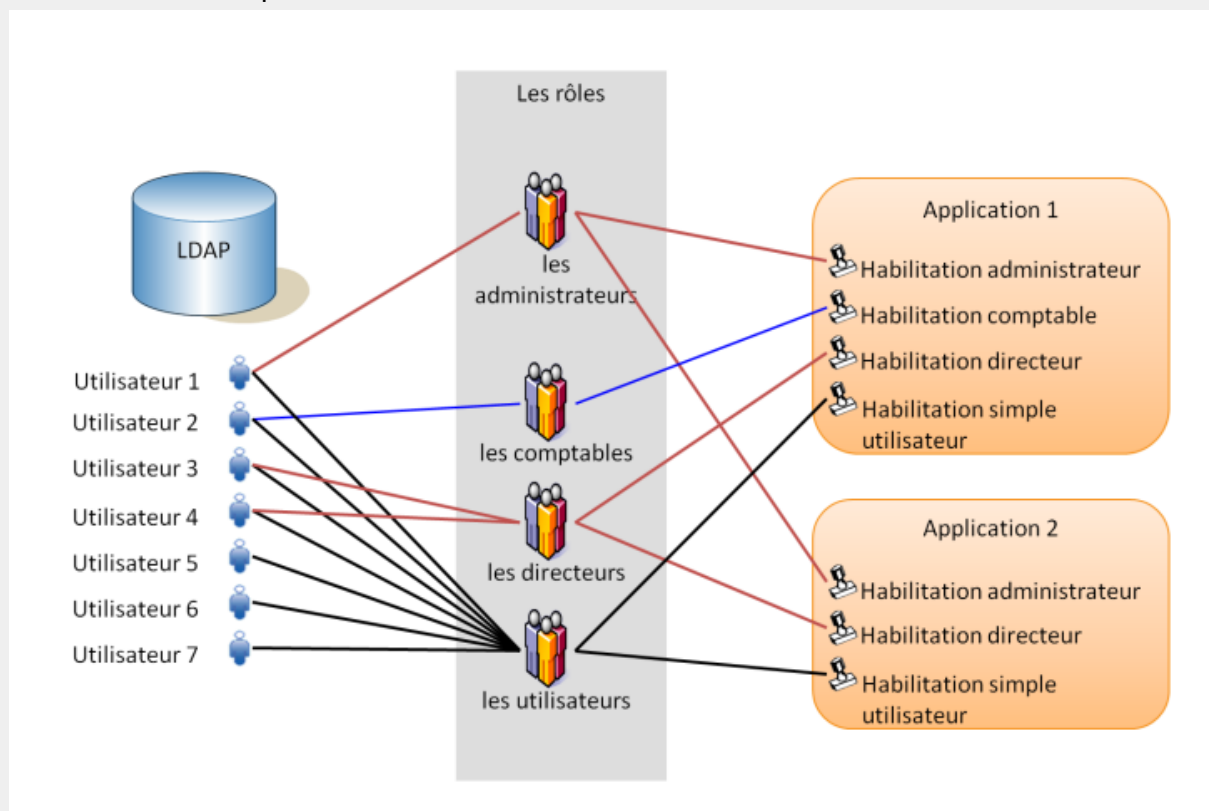 Les rôles
LDAP
les
administrateurs
les comptables
les directeurs
les utilisateurs
Utilisateur 1
Utilisateur 2
Utilisateur 3
Utilisateur 4
Utilisateur 5
Utilisateur 6
Utilisateur 7
Application 1
Habilitation administrateur
Habilitation comptable
Habilitation directeur
Habilitation simple
utilisateur
Application 2
Habilitation administrateur
Habilitation directeur
Habilitation simple
utilisateur